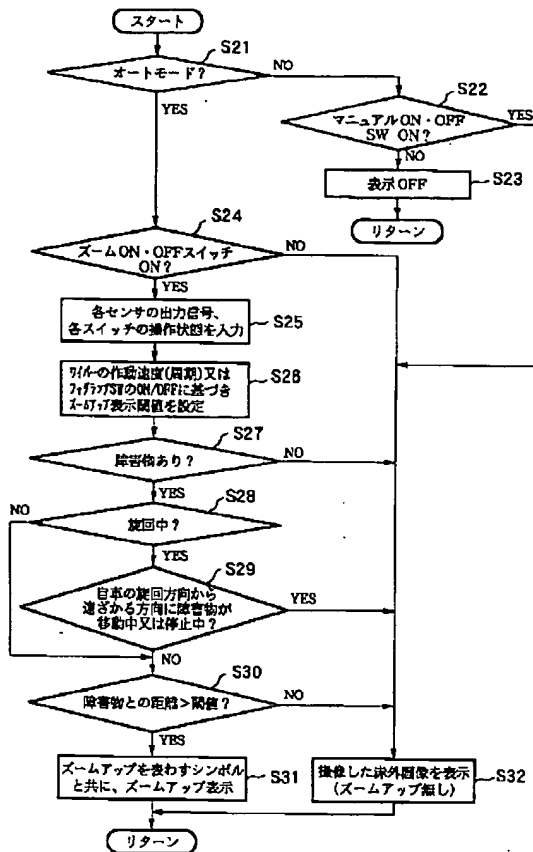 スタート
S21
オートモード?
NO
YES
S22
マニュアルON・OFF
SW ON?
YES
NO
表示OFF
S23
リターン
S24
ズームON・OFFスイッチ
ON?
NO
YES
各センサの出力信号、
各スイッチの操作状態を入力
S25
ワイパーの作動速度(周期)又は
フォグランプSWのON/OFFに基づき
ズームアップ表示閾値を設定
S26
S27
障害物あり?
NO
YES
S28
NO
旋回中?
YES
S29
自車の旋回方向から
遠ざかる方向に障害物が
移動中又は停止中?
YES
NO
S30
障害物との距離>閾値?
NO
YES
ズームアップを表わすシンボル
と共に、ズームアップ表示
S31
撮像した
外画像を表示
(ズームアップ無し)
S32
リターン